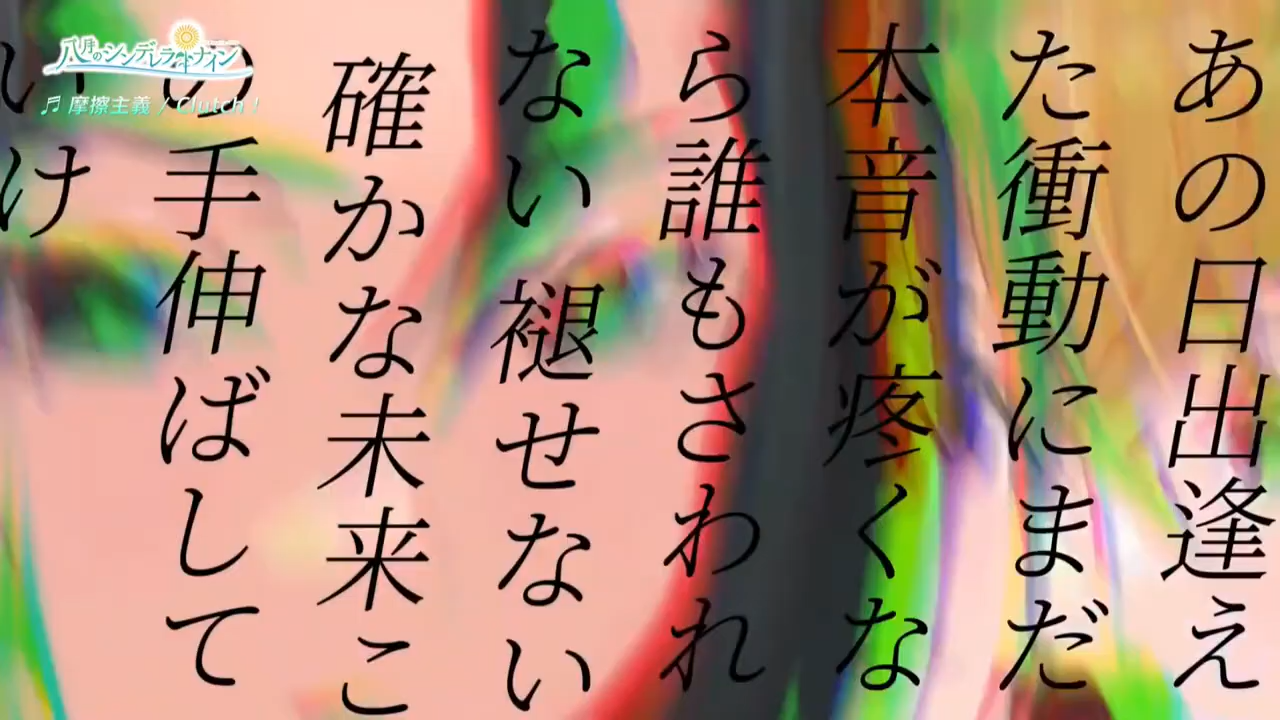 八月のシンデレラナイン
♬ 摩擦主義 / Clutch !
あの日出逢え
た衝動にまだ
本音が疼くな
ら誰もさわれ
ない 褪せない
確かな未来こ
の手伸ばして
いけ